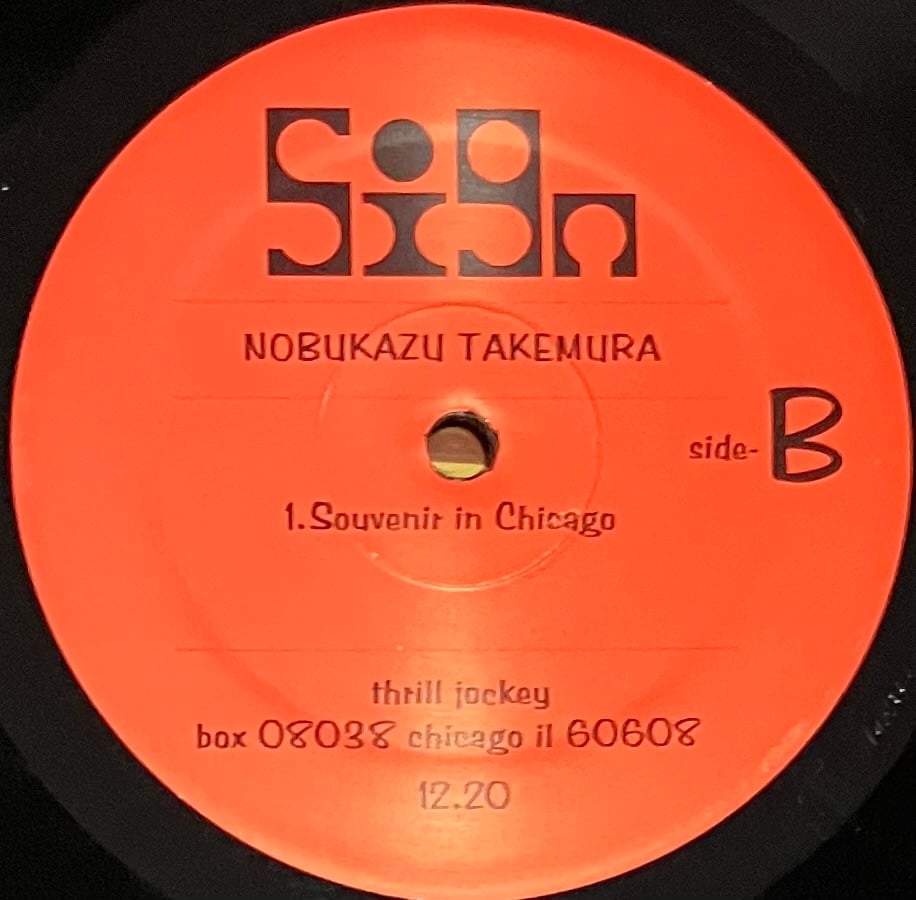 Sign
NOBUKAZU TAKEMURA
side-B
1.Souvenir in Chicago
thrill jockey
box 08038 chicago il 60608
12.20